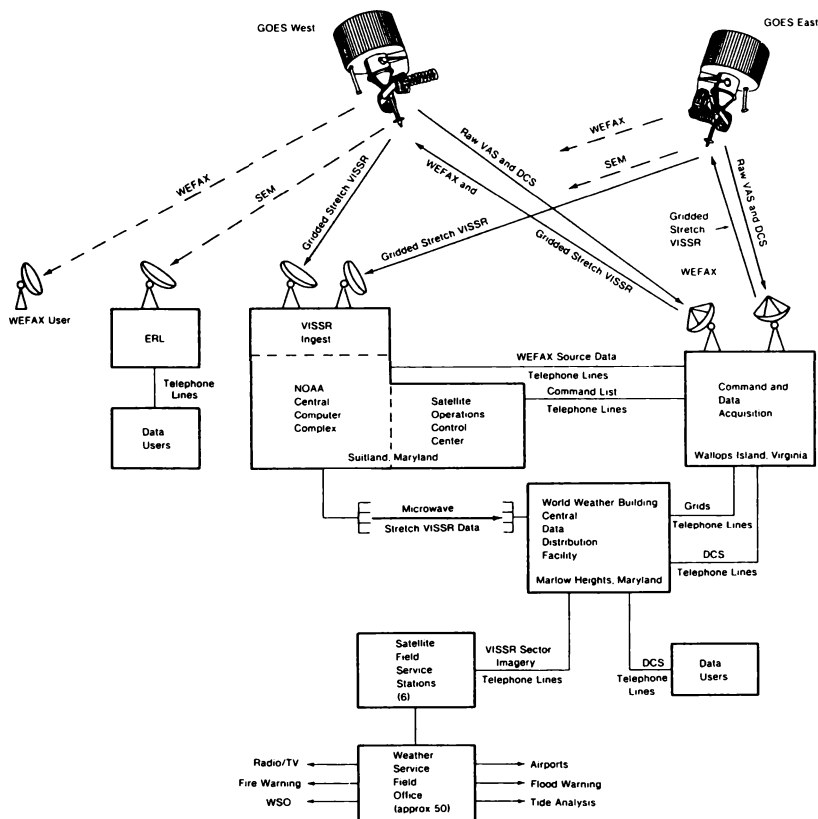 GOES West
GOES East
WEFAX
SEM
Gridded Stretch VISSR
Raw VAS and DCS
WEFAX and
Gridded Stretch VISSR
WEFAX
SEM
Gridded Stretch VISSR
Raw VAS and DCS
Gridded
Stretch
VISSR
WEFAX
WEFAX User
ERL
Telephone
Lines
Data
Users
VISSR
Ingest
NOAA
Central
Computer
Complex
Satellite
Operations
Control
Center
Suitland, Maryland
WEFAX Source Data
Telephone Lines
Command List
Telephone Lines
Command and
Data
Acquisition
Wallops Island, Virginia
Microwave
Stretch VISSR Data
World Weather Building
Central
Data
Distribution
Facility
Marlow Heights, Maryland
Grids
Telephone Lines
DCS
Telephone Lines
Satellite
Field
Service
Stations
(6)
VISSR Sector
Imagery
Telephone Lines
DCS
Telephone
Lines
Data
Users
Weather
Service
Field
Office
(approx 50)
Radio/TV
Fire Warning
WSO
Airports
Flood Warning
Tide Analysis